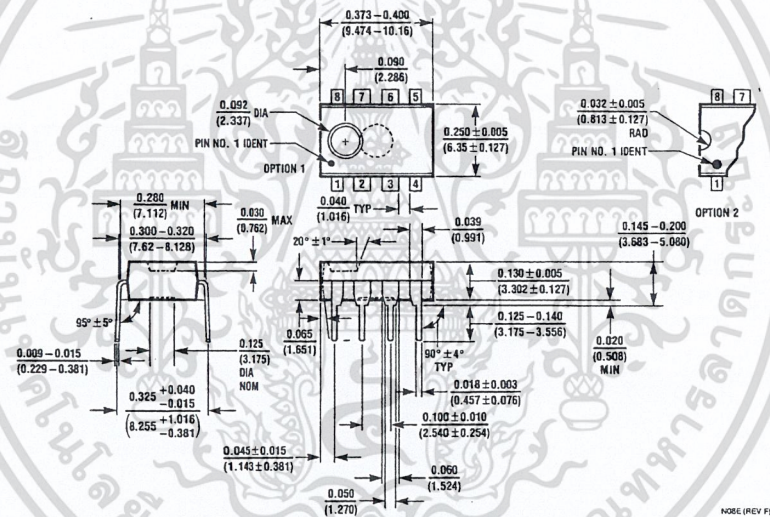 0.373 – 0.400
(9.474 – 10.16)
0.090
(2.286)
8 7 6 5
0.092 DIA
(2.337)
PIN NO. 1 IDENT
OPTION 1
0.250 ± 0.005
(6.35 ± 0.127)
1 2 3 4
0.032 ± 0.005
(0.813 ± 0.127)
RAD
PIN NO. 1 IDENT
8 7
1
OPTION 2
0.280 MIN
(7.112)
0.300 – 0.320
(7.62 – 8.128)
0.030 MAX
(0.762)
0.040 TYP
(1.016)
0.039
(0.991)
20° ± 1°
0.145 – 0.200
(3.683 – 5.080)
0.130 ± 0.005
(3.302 ± 0.127)
0.125 – 0.140
(3.175 – 3.556)
0.020
(0.508)
MIN
95° ± 5°
0.009 – 0.015
(0.229 – 0.381)
0.125
(3.175)
DIA
NOM
0.065
(1.651)
90° ± 4°
TYP
0.325 +0.040 −0.015
(8.255 +1.016 −0.381)
0.018 ± 0.003
(0.457 ± 0.076)
0.100 ± 0.010
(2.540 ± 0.254)
0.045 ± 0.015
(1.143 ± 0.381)
0.060
(1.524)
0.050
(1.270)
N08E (REV F)